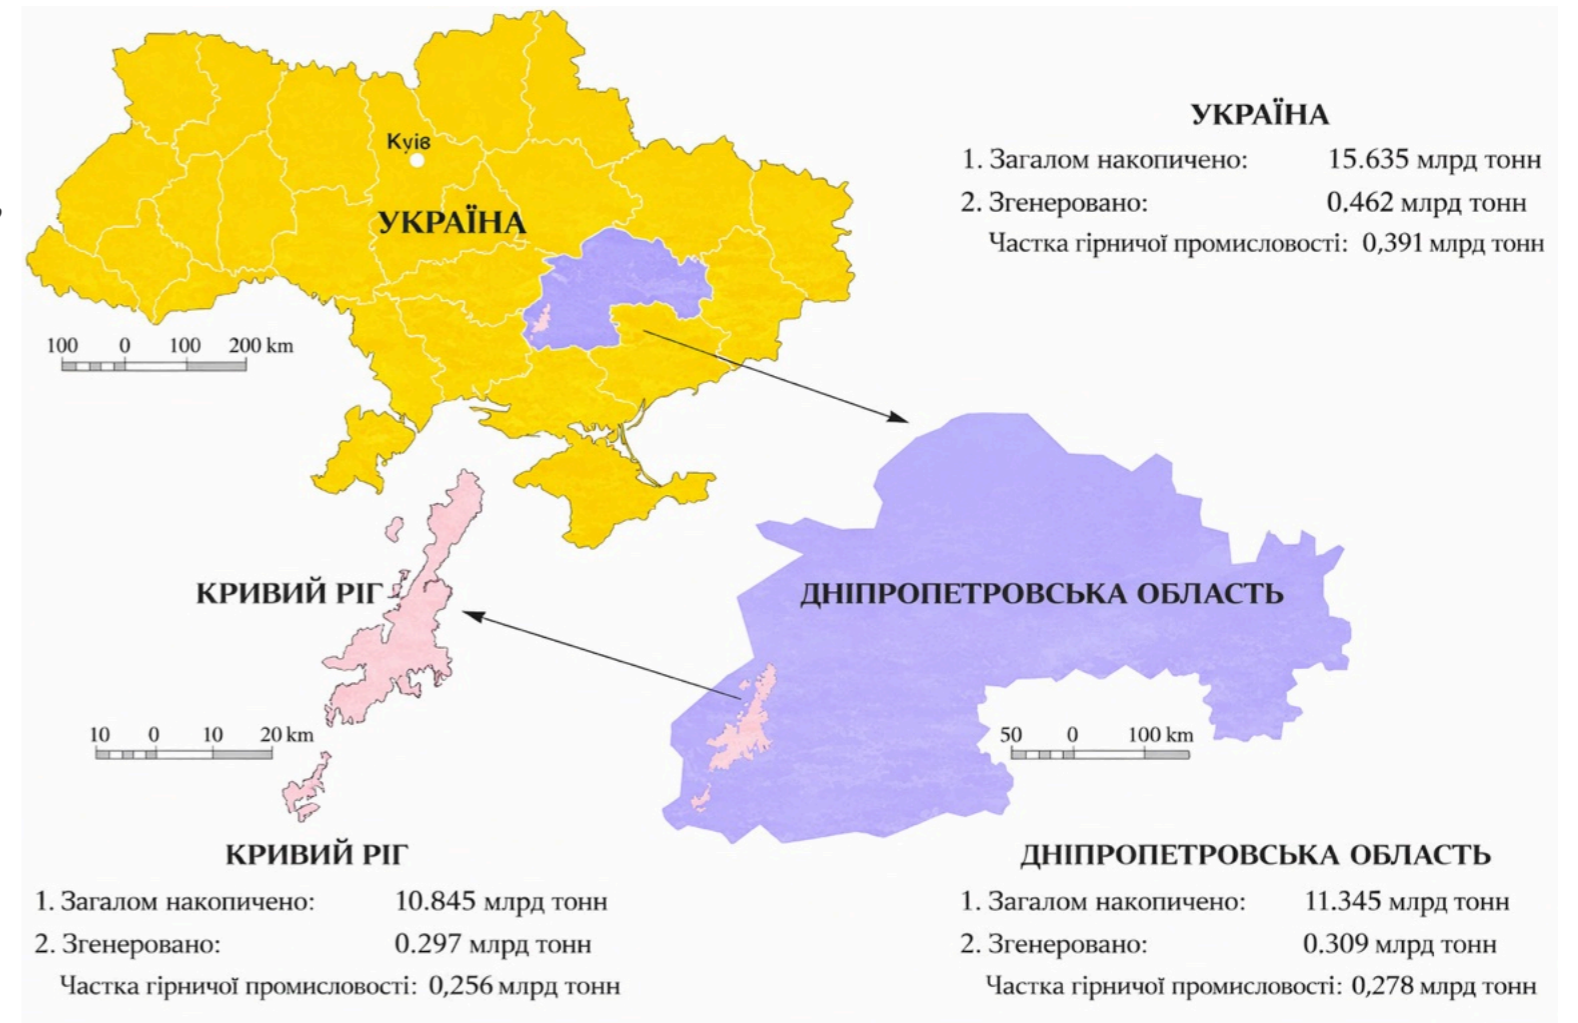 Куїв
УКРАЇНА
100 0 100 200 km
УКРАЇНА
1. Загалом накопичено: 15.635 млрд тонн
2. Згенеровано: 0,462 млрд тонн
Частка гірничої промисловості: 0,391 млрд тонн
КРИВИЙ РІГ
10 0 10 20 km
ДНІПРОПЕТРОВСЬКА ОБЛАСТЬ
50 0 100 km
КРИВИЙ РІГ
1. Загалом накопичено: 10.845 млрд тонн
2. Згенеровано: 0.297 млрд тонн
Частка гірничої промисловості: 0,256 млрд тонн
ДНІПРОПЕТРОВСЬКА ОБЛАСТЬ
1. Загалом накопичено: 11.345 млрд тонн
2. Згенеровано: 0.309 млрд тонн
Частка гірничої промисловості: 0,278 млрд тонн